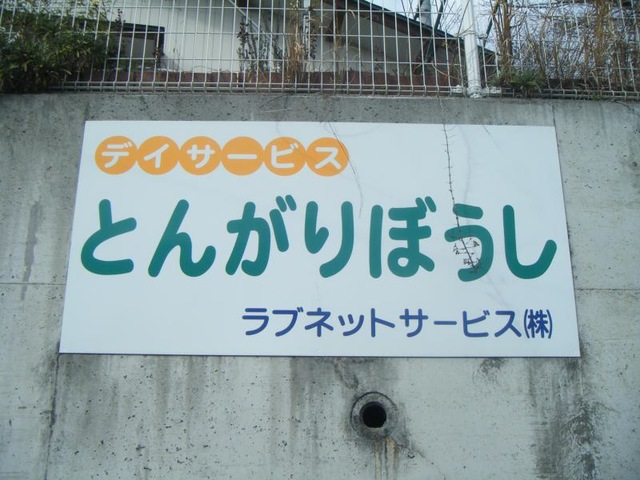 デイサービス
とんがりぼうし
ラブネットサービス㈱